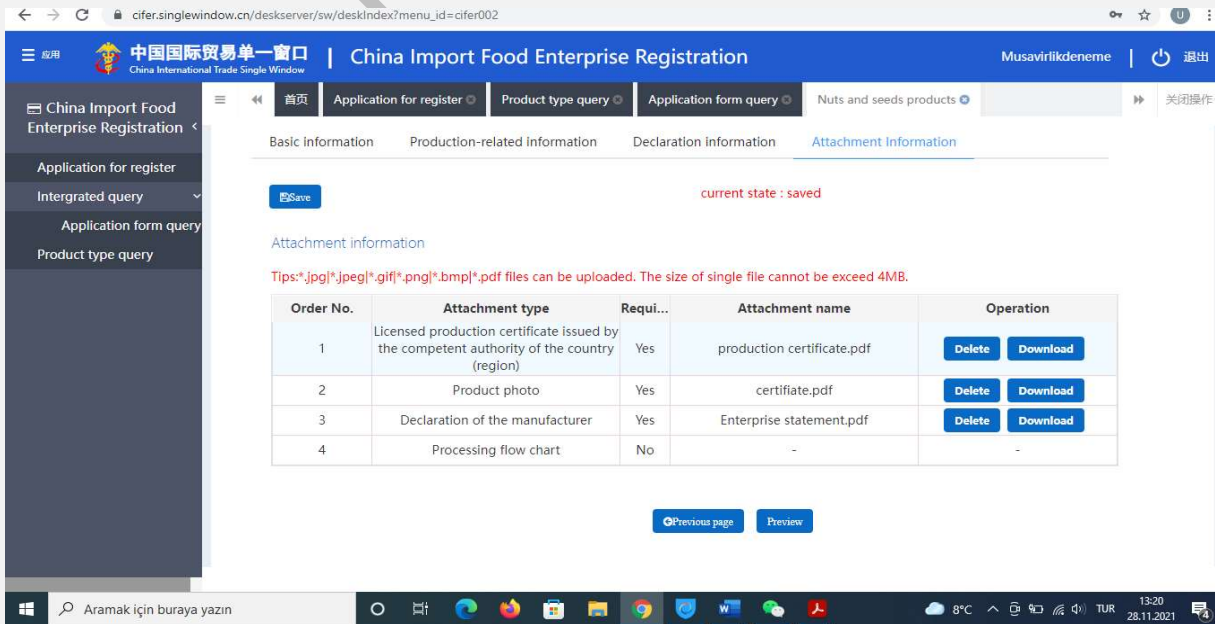 cifer.singlewindow.cn/deskserver/sw/deskIndex?menu_id=cifer002
U
应用
中国国际贸易单一窗口 | China Import Food Enterprise Registration
China International Trade Single Window
Musavirlikdeneme | 退出
China Import Food
Enterprise Registration
首页 Application for register Product type query Application form query Nuts and seeds products 关闭操作
Application for register
Intergrated query
Application form query
Product type query
Basic information Production-related information Declaration information Attachment Information
Save
current state : saved
Attachment information
Tips:*.jpg|*.jpeg|*.gif|*.png|*.bmp|*.pdf files can be uploaded. The size of single file cannot be exceed 4MB.
Order No. Attachment type Requi... Attachment name Operation
1 Licensed production certificate issued by
the competent authority of the country
(region) Yes production certificate.pdf Delete Download
2 Product photo Yes certifiate.pdf Delete Download
3 Declaration of the manufacturer Yes Enterprise statement.pdf Delete Download
4 Processing flow chart No - -
Previous page Preview
Aramak için buraya yazın
8°C TUR 13:20
28.11.2021
4